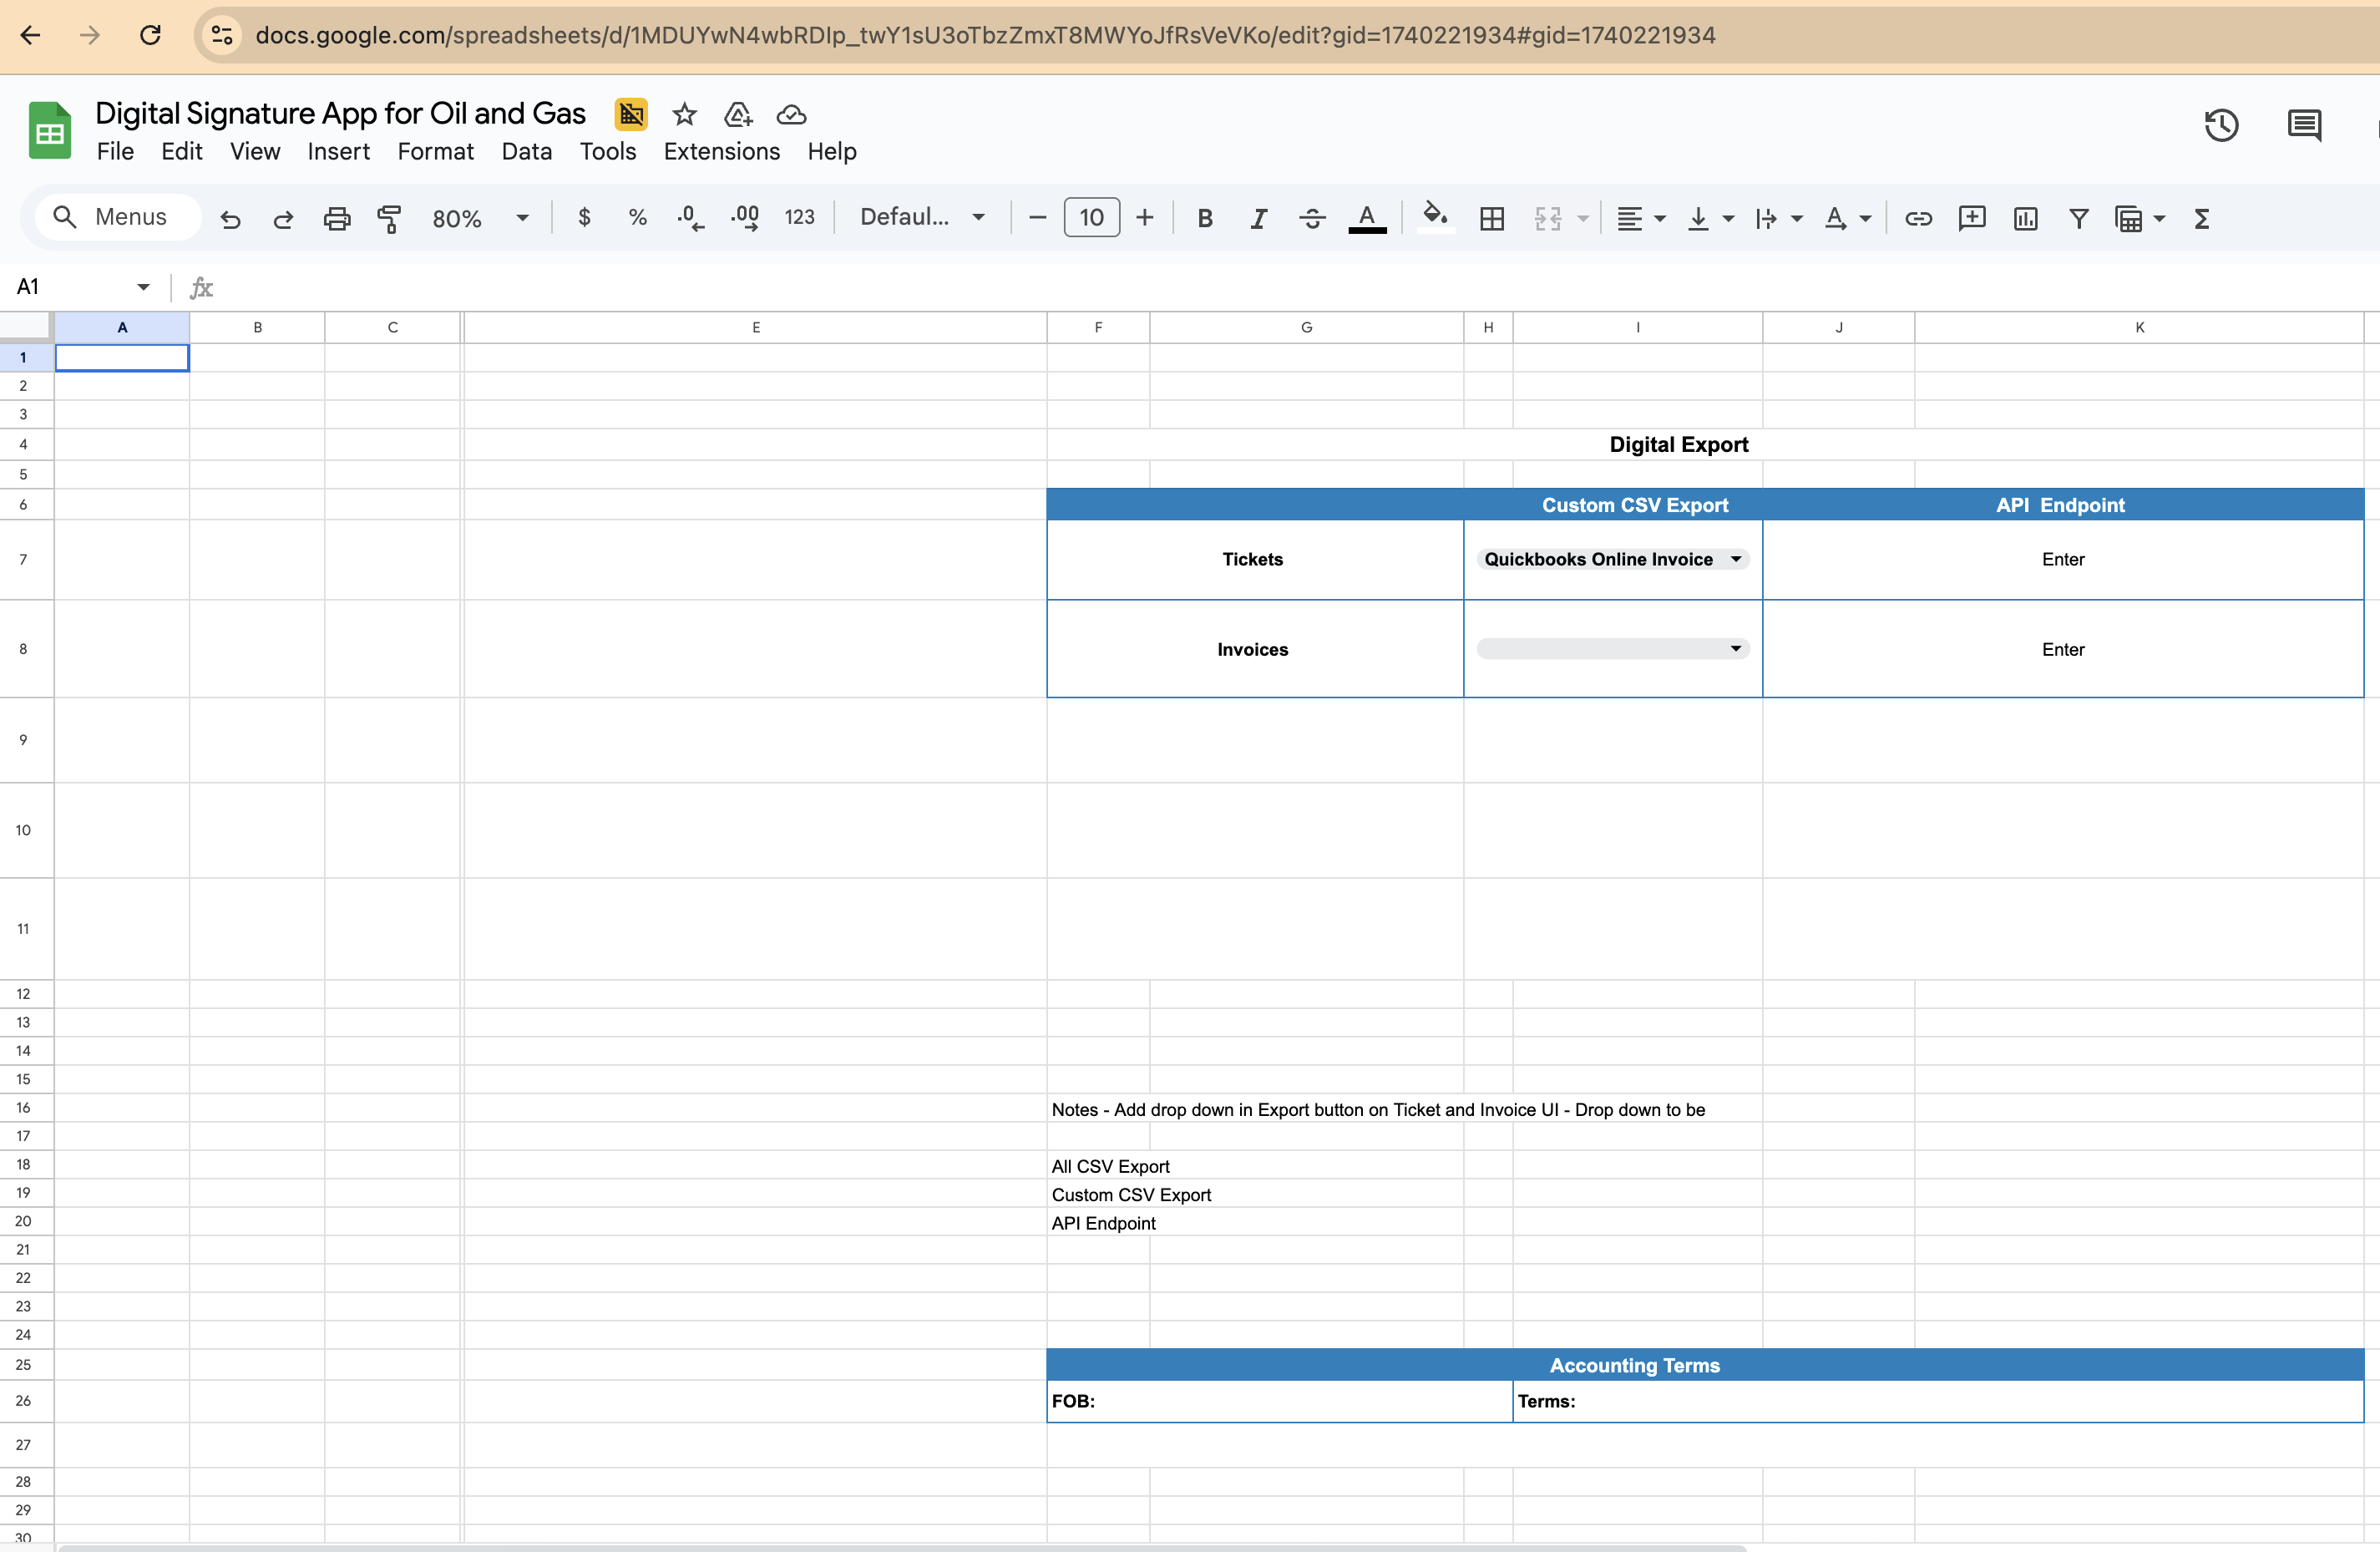 docs.google.com/spreadsheets/d/1MDUYwN4wbRDIp_twY1sU3oTbzZmxT8MWYoJfRsVeVKo/edit?gid=1740221934#gid=1740221934
Digital Signature App for Oil and Gas
File Edit View Insert Format Data Tools Extensions Help
Menus 80% $ % .0 .00 123 Defaul... 10 B I S A A Σ
A1 fx
A B C E F G H I J K
1
2
3
4 Digital Export
5
6 Custom CSV Export API Endpoint
7 Tickets Quickbooks Online Invoice Enter
8 Invoices Enter
9
10
11
12
13
14
15
16 Notes - Add drop down in Export button on Ticket and Invoice UI - Drop down to be
17
18 All CSV Export
19 Custom CSV Export
20 API Endpoint
21
22
23
24
25 Accounting Terms
26 FOB: Terms:
27
28
29
30